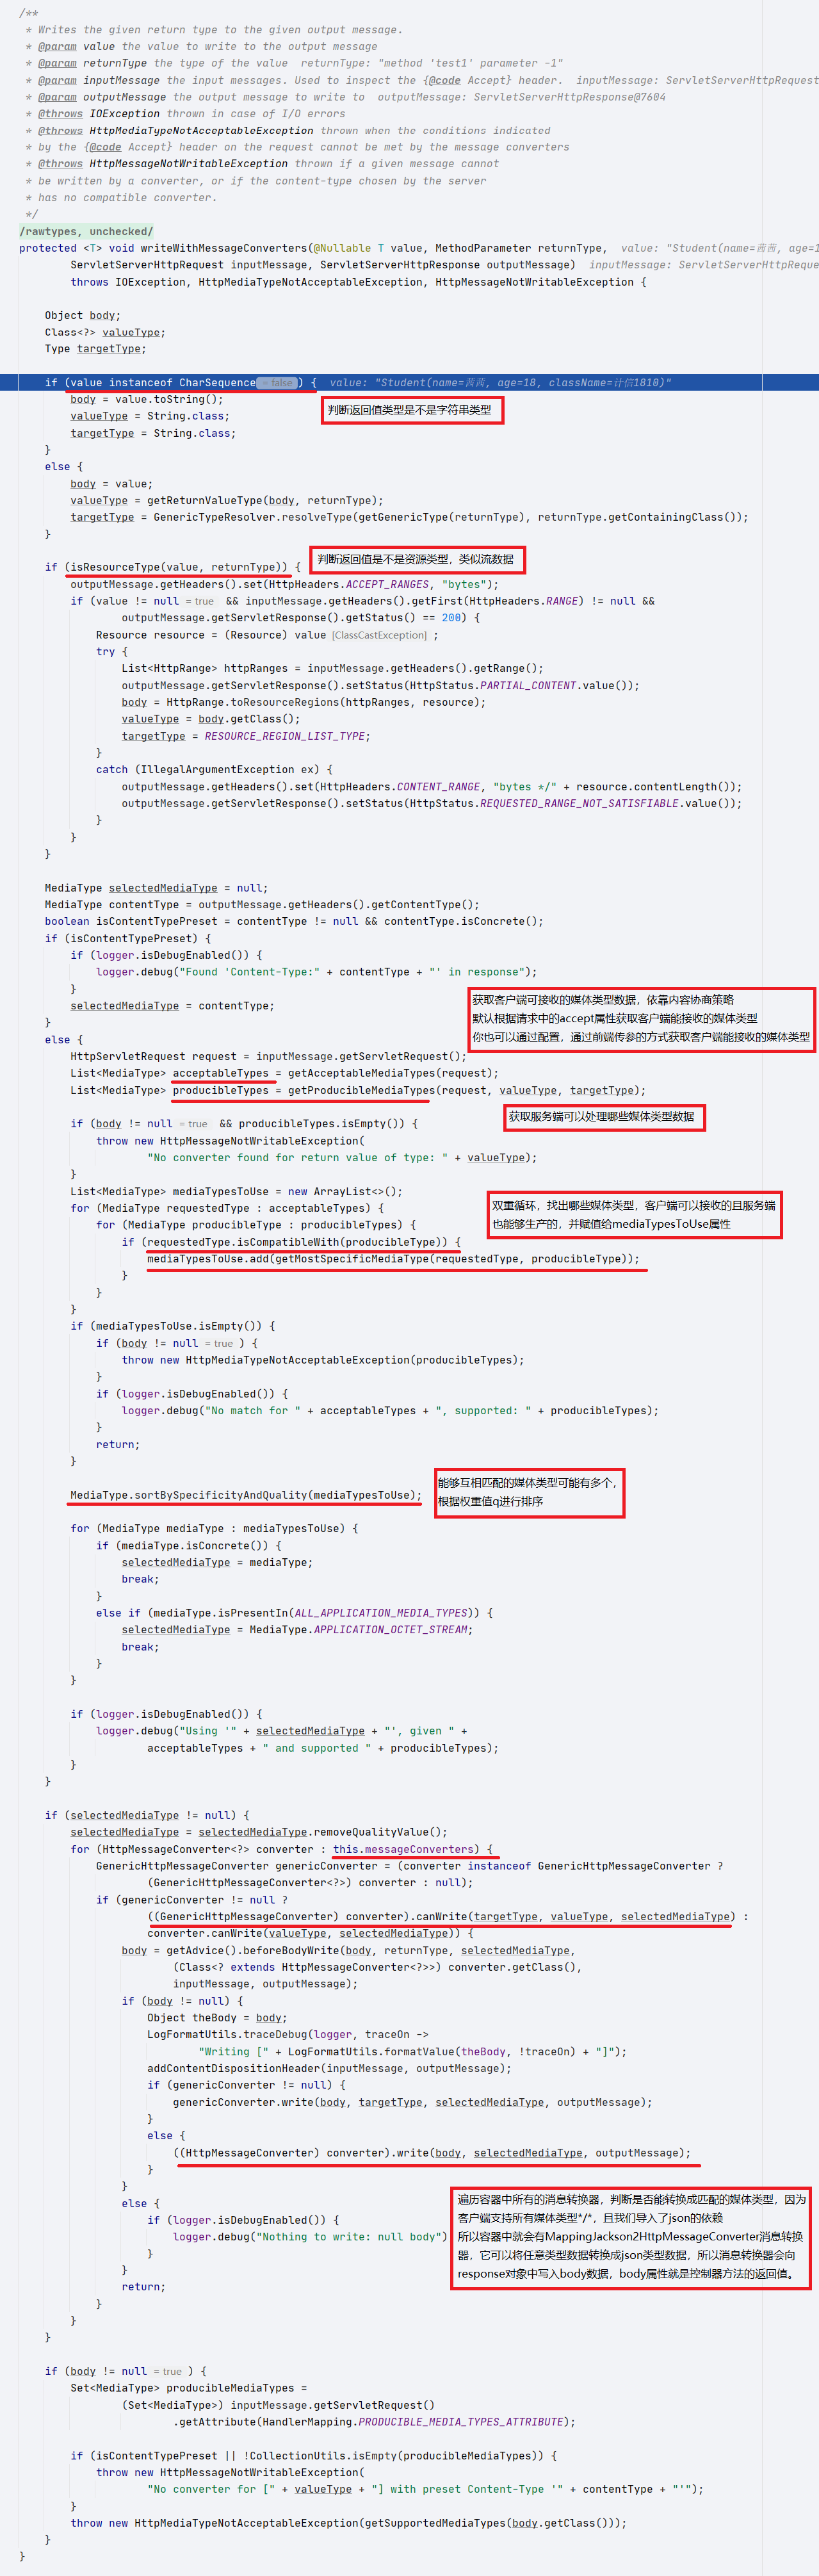 /**
 * Writes the given return type to the given output message.
 * @param value the value to write to the output message
 * @param returnType the type of the value  returnType: "method 'test1' parameter -1"
 * @param inputMessage the input messages. Used to inspect the {@code Accept} header.  inputMessage: ServletServerHttpRequest
 * @param outputMessage the output message to write to  outputMessage: ServletServerHttpResponse@7604
 * @throws IOException thrown in case of I/O errors
 * @throws HttpMediaTypeNotAcceptableException thrown when the conditions indicated
 * by the {@code Accept} header on the request cannot be met by the message converters
 * @throws HttpMessageNotWritableException thrown if a given message cannot
 * be written by a converter, or if the content-type chosen by the server
 * has no compatible converter.
 */
/rawtypes, unchecked/
protected <T> void writeWithMessageConverters(@Nullable T value, MethodParameter returnType,  value: "Student(name=茜茜, age=1
        ServletServerHttpRequest inputMessage, ServletServerHttpResponse outputMessage)  inputMessage: ServletServerHttpReque
        throws IOException, HttpMediaTypeNotAcceptableException, HttpMessageNotWritableException {
    Object body;
    Class<?> valueType;
    Type targetType;
    if (value instanceof CharSequence = false ) {  value: "Student(name=茜茜, age=18, className=计信1810)"
        body = value.toString();
判断返回值类型是不是字符串类型
        valueType = String.class;
        targetType = String.class;
    }
    else {
        body = value;
        valueType = getReturnValueType(body, returnType);
        targetType = GenericTypeResolver.resolveType(getGenericType(returnType), returnType.getContainingClass());
    }
    if (isResourceType(value, returnType)) {
判断返回值是不是资源类型，类似流数据
        outputMessage.getHeaders().set(HttpHeaders.ACCEPT_RANGES, "bytes");
        if (value != null = true && inputMessage.getHeaders().getFirst(HttpHeaders.RANGE) != null &&
                outputMessage.getServletResponse().getStatus() == 200) {
            Resource resource = (Resource) value [ClassCastException] ;
            try {
                List<HttpRange> httpRanges = inputMessage.getHeaders().getRange();
                outputMessage.getServletResponse().setStatus(HttpStatus.PARTIAL_CONTENT.value());
                body = HttpRange.toResourceRegions(httpRanges, resource);
                valueType = body.getClass();
                targetType = RESOURCE_REGION_LIST_TYPE;
            }
            catch (IllegalArgumentException ex) {
                outputMessage.getHeaders().set(HttpHeaders.CONTENT_RANGE, "bytes */" + resource.contentLength());
                outputMessage.getServletResponse().setStatus(HttpStatus.REQUESTED_RANGE_NOT_SATISFIABLE.value());
            }
        }
    }
    MediaType selectedMediaType = null;
    MediaType contentType = outputMessage.getHeaders().getContentType();
    boolean isContentTypePreset = contentType != null && contentType.isConcrete();
    if (isContentTypePreset) {
        if (logger.isDebugEnabled()) {
            logger.debug("Found 'Content-Type:" + contentType + "' in response");
        }
        selectedMediaType = contentType;
    }
    else {
获取客户端可接收的媒体类型数据，依靠内容协商策略
默认根据请求中的accept属性获取客户端能接收的媒体类型
你也可以通过配置，通过前端传参的方式获取客户端能接收的媒体类型
        HttpServletRequest request = inputMessage.getServletRequest();
        List<MediaType> acceptableTypes = getAcceptableMediaTypes(request);
        List<MediaType> producibleTypes = getProducibleMediaTypes(request, valueType, targetType);
获取服务端可以处理哪些媒体类型数据
        if (body != null = true && producibleTypes.isEmpty()) {
            throw new HttpMessageNotWritableException(
                    "No converter found for return value of type: " + valueType);
        }
        List<MediaType> mediaTypesToUse = new ArrayList<>();
        for (MediaType requestedType : acceptableTypes) {
双重循环，找出哪些媒体类型，客户端可以接收的且服务端
也能够生产的，并赋值给mediaTypesToUse属性
            for (MediaType producibleType : producibleTypes) {
                if (requestedType.isCompatibleWith(producibleType)) {
                    mediaTypesToUse.add(getMostSpecificMediaType(requestedType, producibleType));
                }
            }
        }
        if (mediaTypesToUse.isEmpty()) {
            if (body != null = true ) {
                throw new HttpMediaTypeNotAcceptableException(producibleTypes);
            }
            if (logger.isDebugEnabled()) {
                logger.debug("No match for " + acceptableTypes + ", supported: " + producibleTypes);
            }
            return;
        }
        MediaType.sortBySpecificityAndQuality(mediaTypesToUse);
能够互相匹配的媒体类型可能有多个，
根据权重值q进行排序
        for (MediaType mediaType : mediaTypesToUse) {
            if (mediaType.isConcrete()) {
                selectedMediaType = mediaType;
                break;
            }
            else if (mediaType.isPresentIn(ALL_APPLICATION_MEDIA_TYPES)) {
                selectedMediaType = MediaType.APPLICATION_OCTET_STREAM;
                break;
            }
        }
        if (logger.isDebugEnabled()) {
            logger.debug("Using '" + selectedMediaType + "', given " +
                    acceptableTypes + " and supported " + producibleTypes);
        }
    }
    if (selectedMediaType != null) {
        selectedMediaType = selectedMediaType.removeQualityValue();
        for (HttpMessageConverter<?> converter : this.messageConverters) {
            GenericHttpMessageConverter genericConverter = (converter instanceof GenericHttpMessageConverter ?
                    (GenericHttpMessageConverter<?>) converter : null);
            if (genericConverter != null ?
                    ((GenericHttpMessageConverter) converter).canWrite(targetType, valueType, selectedMediaType) :
                    converter.canWrite(valueType, selectedMediaType)) {
                body = getAdvice().beforeBodyWrite(body, returnType, selectedMediaType,
                        (Class<? extends HttpMessageConverter<?>>) converter.getClass(),
                        inputMessage, outputMessage);
                if (body != null) {
                    Object theBody = body;
                    LogFormatUtils.traceDebug(logger, traceOn ->
                            "Writing [" + LogFormatUtils.formatValue(theBody, !traceOn) + "]");
                    addContentDispositionHeader(inputMessage, outputMessage);
                    if (genericConverter != null) {
                        genericConverter.write(body, targetType, selectedMediaType, outputMessage);
                    }
                    else {
                        ((HttpMessageConverter) converter).write(body, selectedMediaType, outputMessage);
                    }
                }
                else {
                    if (logger.isDebugEnabled()) {
                        logger.debug("Nothing to write: null body")
                    }
                }
                return;
遍历容器中所有的消息转换器，判断是否能转换成匹配的媒体类型，因为
客户端支持所有媒体类型*/*，且我们导入了json的依赖
所以容器中就会有MappingJackson2HttpMessageConverter消息转换
器，它可以将任意类型数据转换成json类型数据，所以消息转换器会向
response对象中写入body数据，body属性就是控制器方法的返回值。
            }
        }
    }
    if (body != null = true ) {
        Set<MediaType> producibleMediaTypes =
                (Set<MediaType>) inputMessage.getServletRequest()
                        .getAttribute(HandlerMapping.PRODUCIBLE_MEDIA_TYPES_ATTRIBUTE);
        if (isContentTypePreset || !CollectionUtils.isEmpty(producibleMediaTypes)) {
            throw new HttpMessageNotWritableException(
                    "No converter for [" + valueType + "] with preset Content-Type '" + contentType + "'");
        }
        throw new HttpMediaTypeNotAcceptableException(getSupportedMediaTypes(body.getClass()));
    }
}